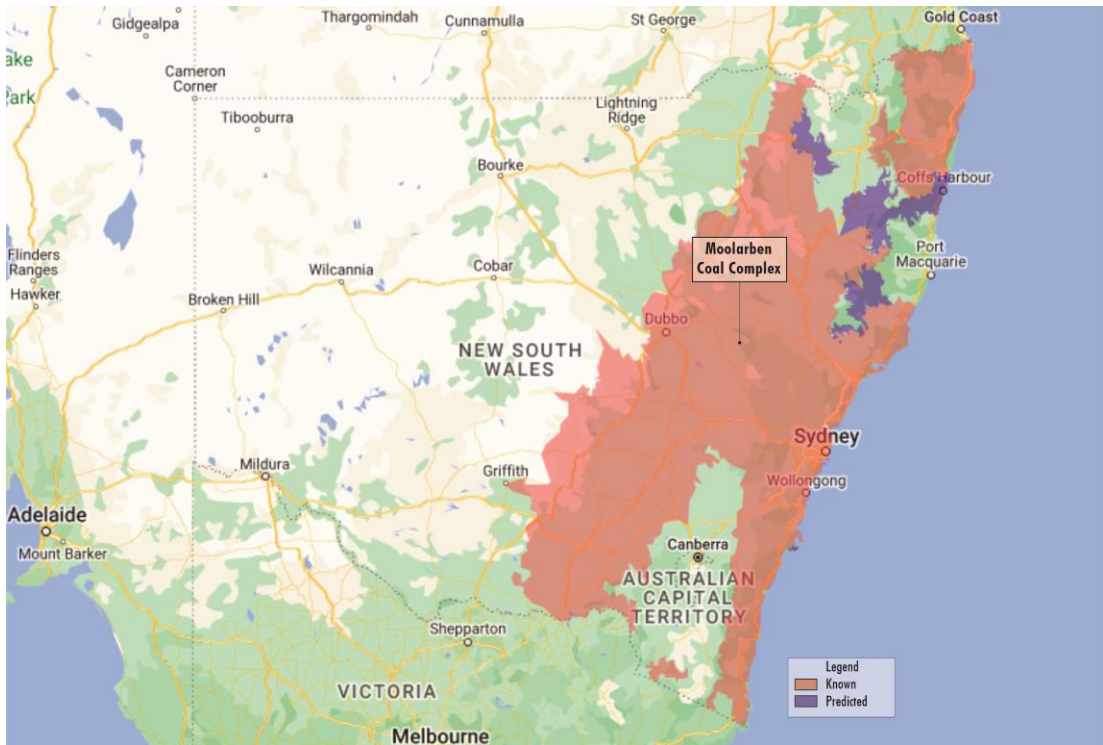 Gold Coast
Thargomindah
Cunnamulla
St George
Gidgealpa
ake
Park
Cameron
Corner
Tibooburra
Lightning
Ridge
Bourke
Coffs Harbour
Moolarben
Coal Complex
Port
Macquarie
Flinders
Ranges
Hawker
Wilcannia
Cobar
Broken Hill
Dubbo
NEW SOUTH
WALES
Sydney
Mildura
Griffith
Wollongong
Adelaide
Mount Barker
Canberra
AUSTRALIAN
CAPITAL
TERRITORY
Shepparton
VICTORIA
Melbourne
Legend
Known
Predicted